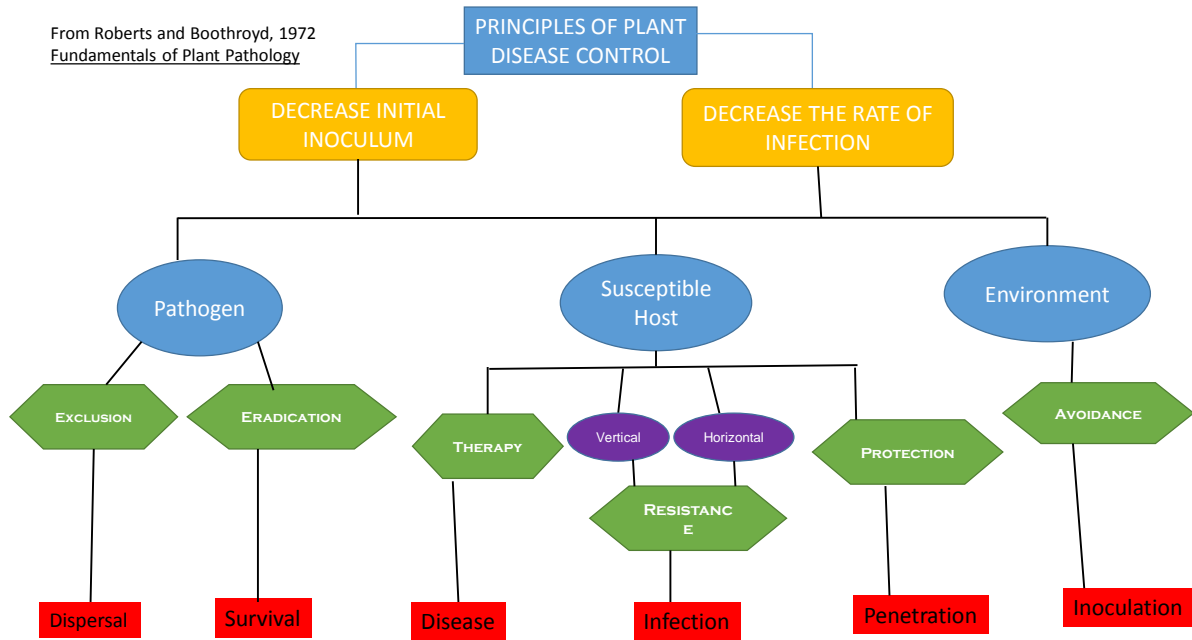 From Roberts and Boothroyd, 1972
Fundamentals of Plant Pathology
PRINCIPLES OF PLANT
DISEASE CONTROL
DECREASE INITIAL
INOCULUM
DECREASE THE RATE OF
INFECTION
Pathogen
Susceptible
Host
Environment
EXCLUSION
ERADICATION
THERAPY
Vertical
Horizontal
RESISTANC
E
PROTECTION
AVOIDANCE
Dispersal
Survival
Disease
Infection
Penetration
Inoculation